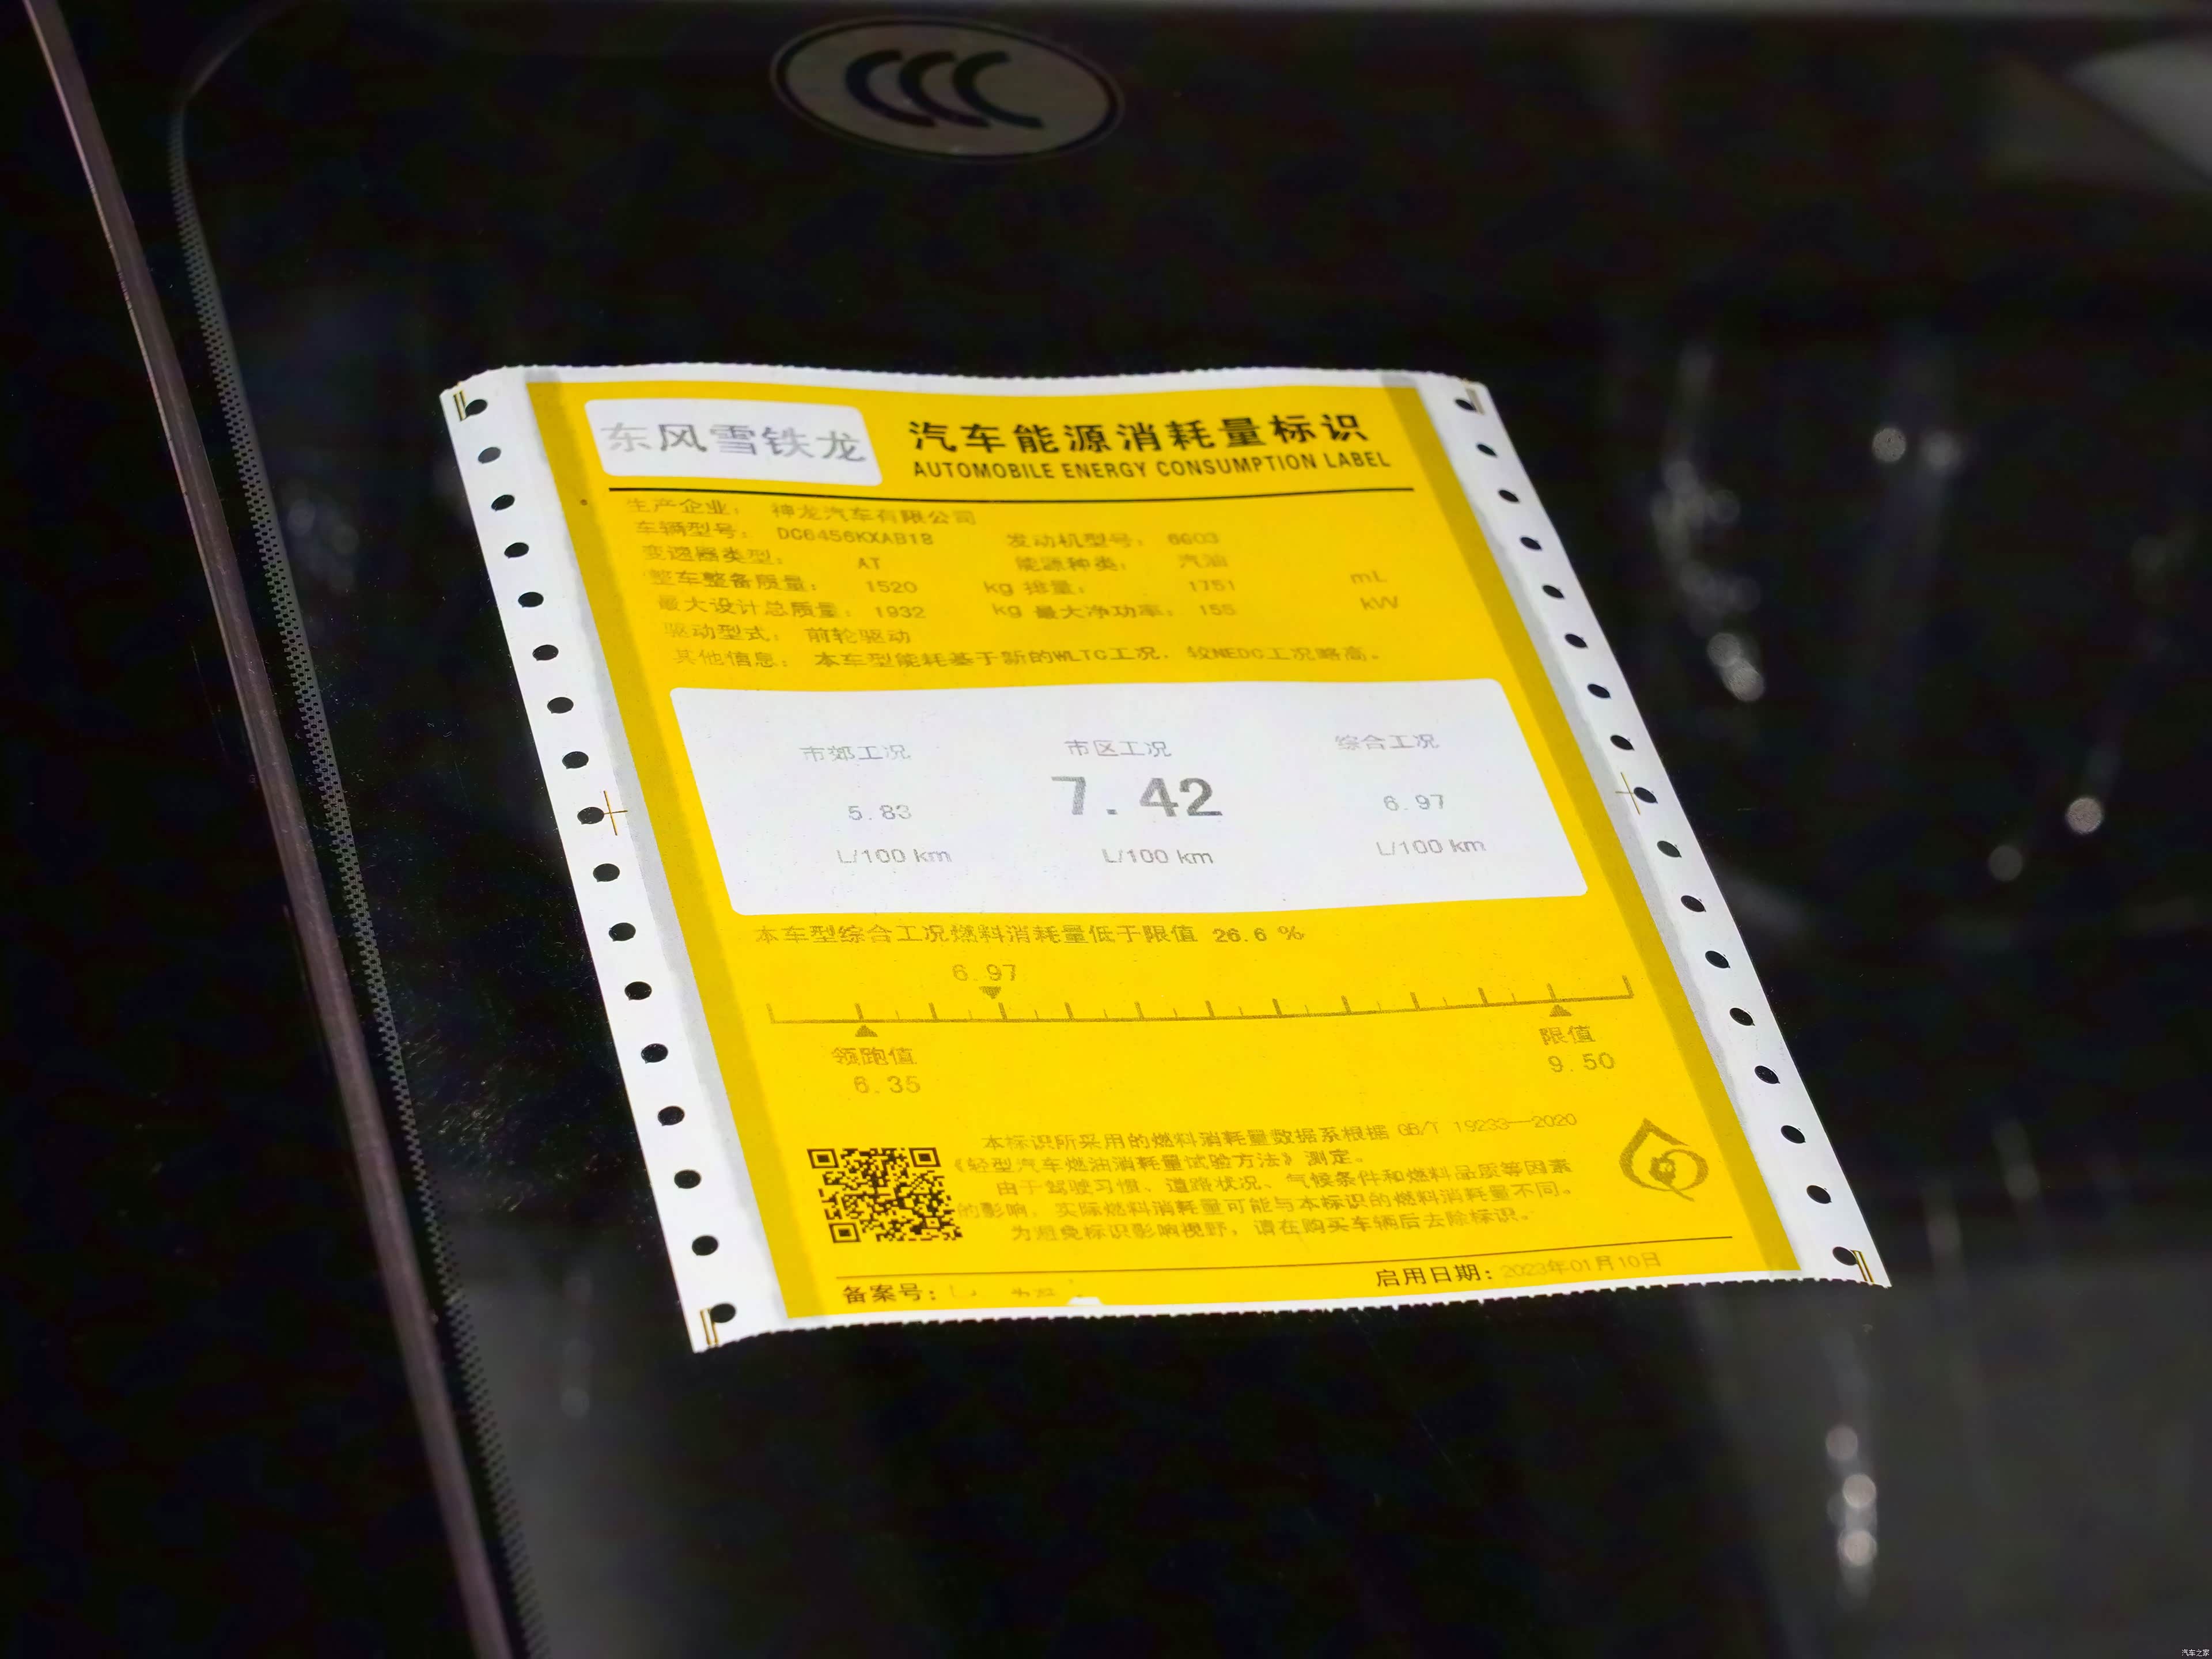 东风雪铁龙
汽车能源消耗量标识
AUTOMOBILE ENERGY CONSUMPTION LABEL
生产企业： 神龙汽车有限公司
车辆型号： DC6456KXAB1B 发动机型号： 6G03
变速器类型： AT 能源种类： 汽油
整车整备质量： 1520 kg 排量： 1751 mL
最大设计总质量： 1932 kg 最大净功率： 155 kW
驱动型式： 前轮驱动
其他信息： 本车型能耗基于新的WLTC工况，较NEDC工况略高。
市郊工况 市区工况 综合工况
5.83 7.42 6.97
L/100 km L/100 km L/100 km
本车型综合工况燃料消耗量低于限值 26.6 %
6.97
领跑值 限值
6.35 9.50
本标识所采用的燃料消耗量数据系根据 GB/T 19233—2020
《轻型汽车燃油消耗量试验方法》测定。
由于驾驶习惯、道路状况、气候条件和燃料品质等因素
的影响，实际燃料消耗量可能与本标识的燃料消耗量不同。
为避免标识影响视野，请在购买车辆后去除标识。
备案号： 启用日期：2023年01月10日
汽车之家